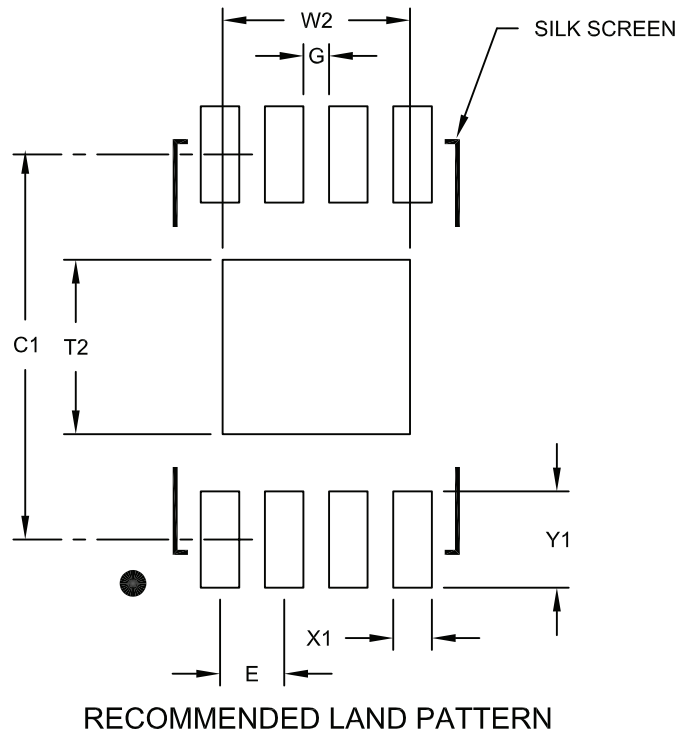 W2
SILK SCREEN
G
C1
T2
Y1
X1
E
RECOMMENDED LAND PATTERN